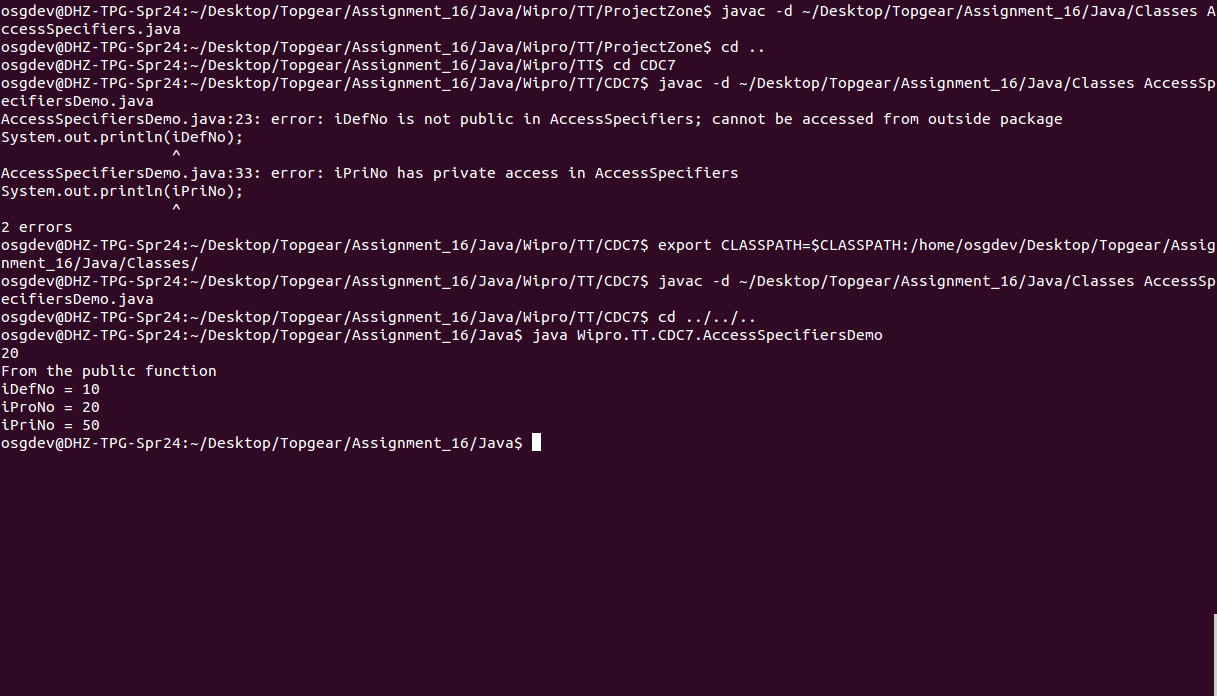 osgdev@DHZ-TPG-Spr24:~/Desktop/Topgear/Assignment_16/Java/Wipro/TT/ProjectZone$ javac -d ~/Desktop/Topgear/Assignment_16/Java/Classes A
ccessSpecifiers.java
osgdev@DHZ-TPG-Spr24:~/Desktop/Topgear/Assignment_16/Java/Wipro/TT/ProjectZone$ cd ..
osgdev@DHZ-TPG-Spr24:~/Desktop/Topgear/Assignment_16/Java/Wipro/TT$ cd CDC7
osgdev@DHZ-TPG-Spr24:~/Desktop/Topgear/Assignment_16/Java/Wipro/TT/CDC7$ javac -d ~/Desktop/Topgear/Assignment_16/Java/Classes AccessSp
ecifiersDemo.java
AccessSpecifiersDemo.java:23: error: iDefNo is not public in AccessSpecifiers; cannot be accessed from outside package
System.out.println(iDefNo);
^
AccessSpecifiersDemo.java:33: error: iPriNo has private access in AccessSpecifiers
System.out.println(iPriNo);
^
2 errors
osgdev@DHZ-TPG-Spr24:~/Desktop/Topgear/Assignment_16/Java/Wipro/TT/CDC7$ export CLASSPATH=$CLASSPATH:/home/osgdev/Desktop/Topgear/Assig
nment_16/Java/Classes/
osgdev@DHZ-TPG-Spr24:~/Desktop/Topgear/Assignment_16/Java/Wipro/TT/CDC7$ javac -d ~/Desktop/Topgear/Assignment_16/Java/Classes AccessSp
ecifiersDemo.java
osgdev@DHZ-TPG-Spr24:~/Desktop/Topgear/Assignment_16/Java/Wipro/TT/CDC7$ cd ../../..
osgdev@DHZ-TPG-Spr24:~/Desktop/Topgear/Assignment_16/Java$ java Wipro.TT.CDC7.AccessSpecifiersDemo
20
From the public function
iDefNo = 10
iProNo = 20
iPriNo = 50
osgdev@DHZ-TPG-Spr24:~/Desktop/Topgear/Assignment_16/Java$